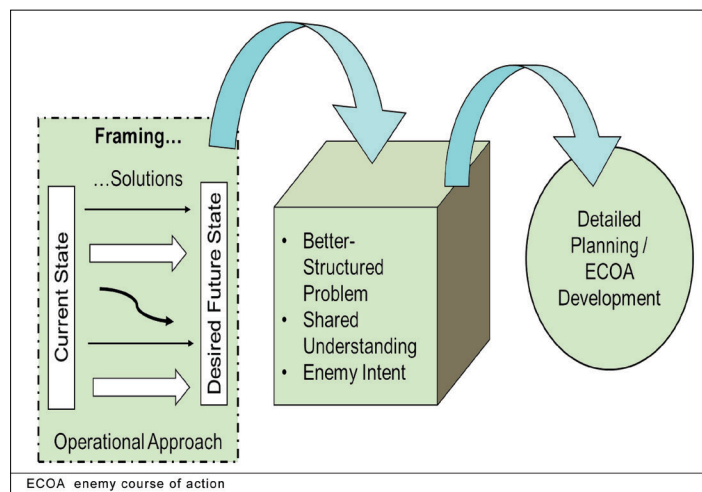 Framing...
...Solutions
Current State
Desired Future State
Operational Approach
• Better-
Structured
Problem
• Shared
Understanding
• Enemy Intent
Detailed
Planning /
ECOA
Development
ECOA enemy course of action